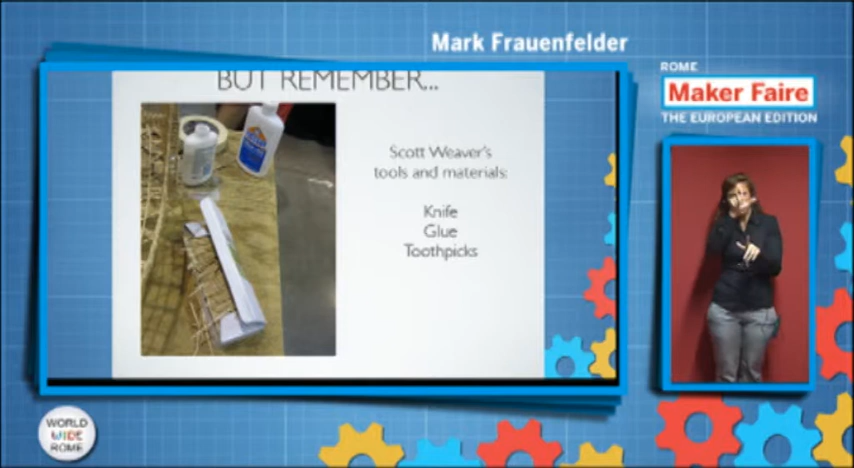 Mark Frauenfelder
ROME
Maker Faire
THE EUROPEAN EDITION
BUT REMEMBER...
Scott Weaver's
tools and materials:
Knife
Glue
Toothpicks
WORLD
WIDE
ROME